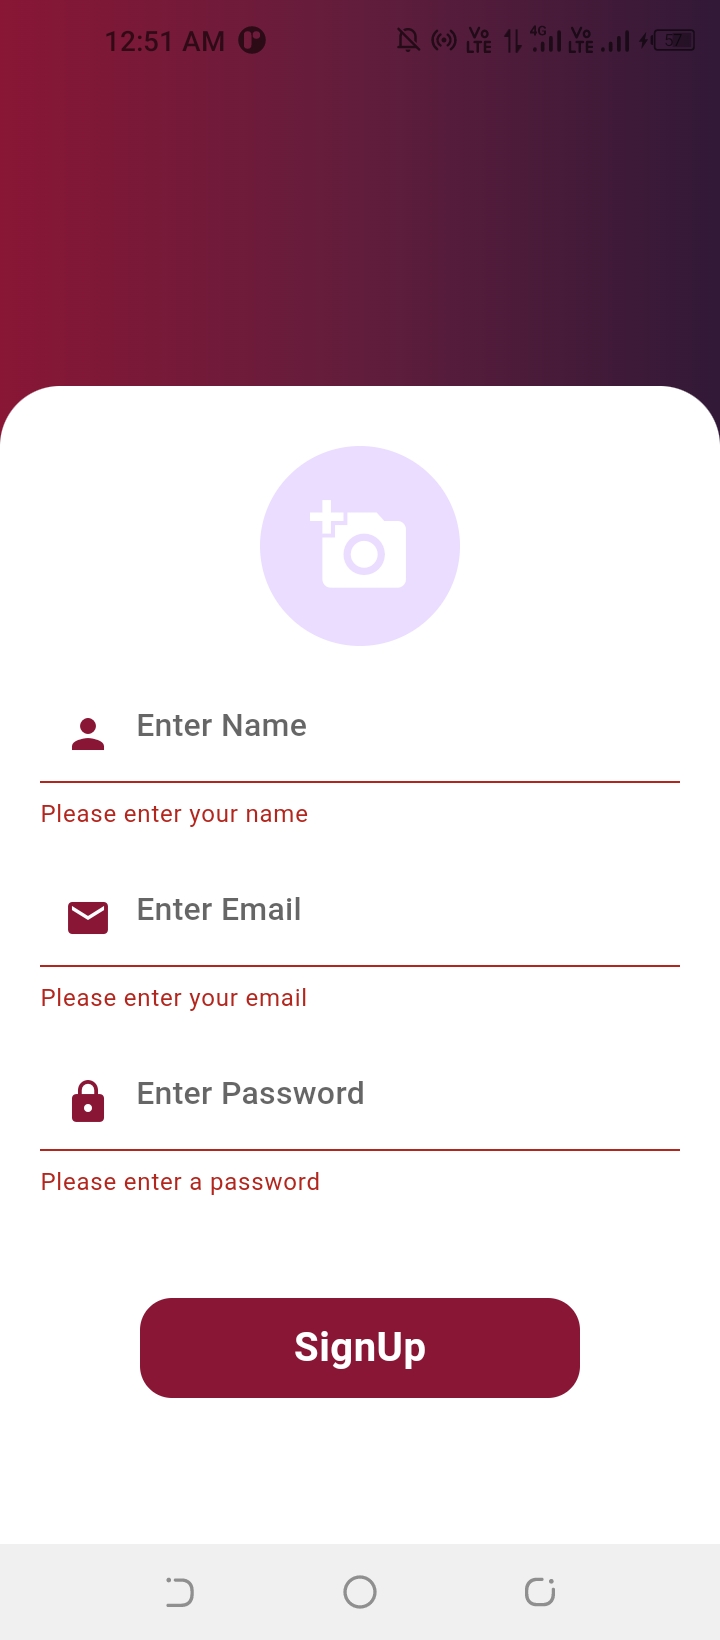 12:51 AM Vo LTE 4G Vo LTE 57
Enter Name
Please enter your name
Enter Email
Please enter your email
Enter Password
Please enter a password
SignUp